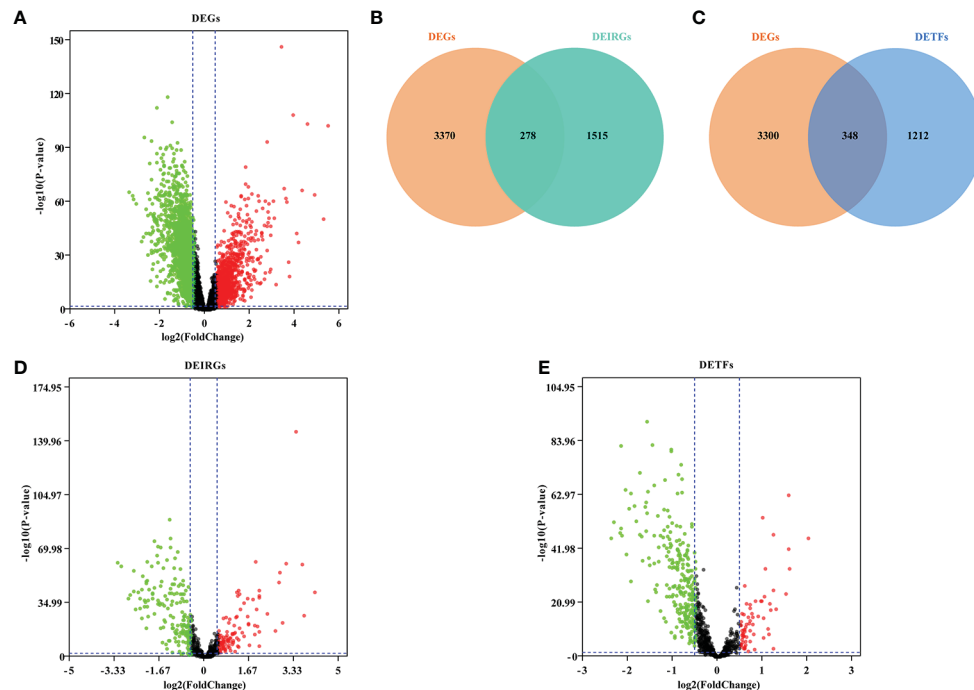 A
DEGs
150
120
90
60
30
0
-6
-4
-2
0
2
4
6
-log10(P-value)
log2(FoldChange)
B
DEGs
DEIRGs
3370
278
1515
C
DEGs
DETFs
3300
348
1212
D
DEIRGs
174.95
139.96
104.97
69.98
34.99
0
-5
-3.33
-1.67
0
1.67
3.33
5
-log10(P-value)
log2(FoldChange)
E
DETFs
104.95
83.96
62.97
41.98
20.99
-0
-3
-2
-1
0
1
2
3
-log10(P-value)
log2(FoldChange)